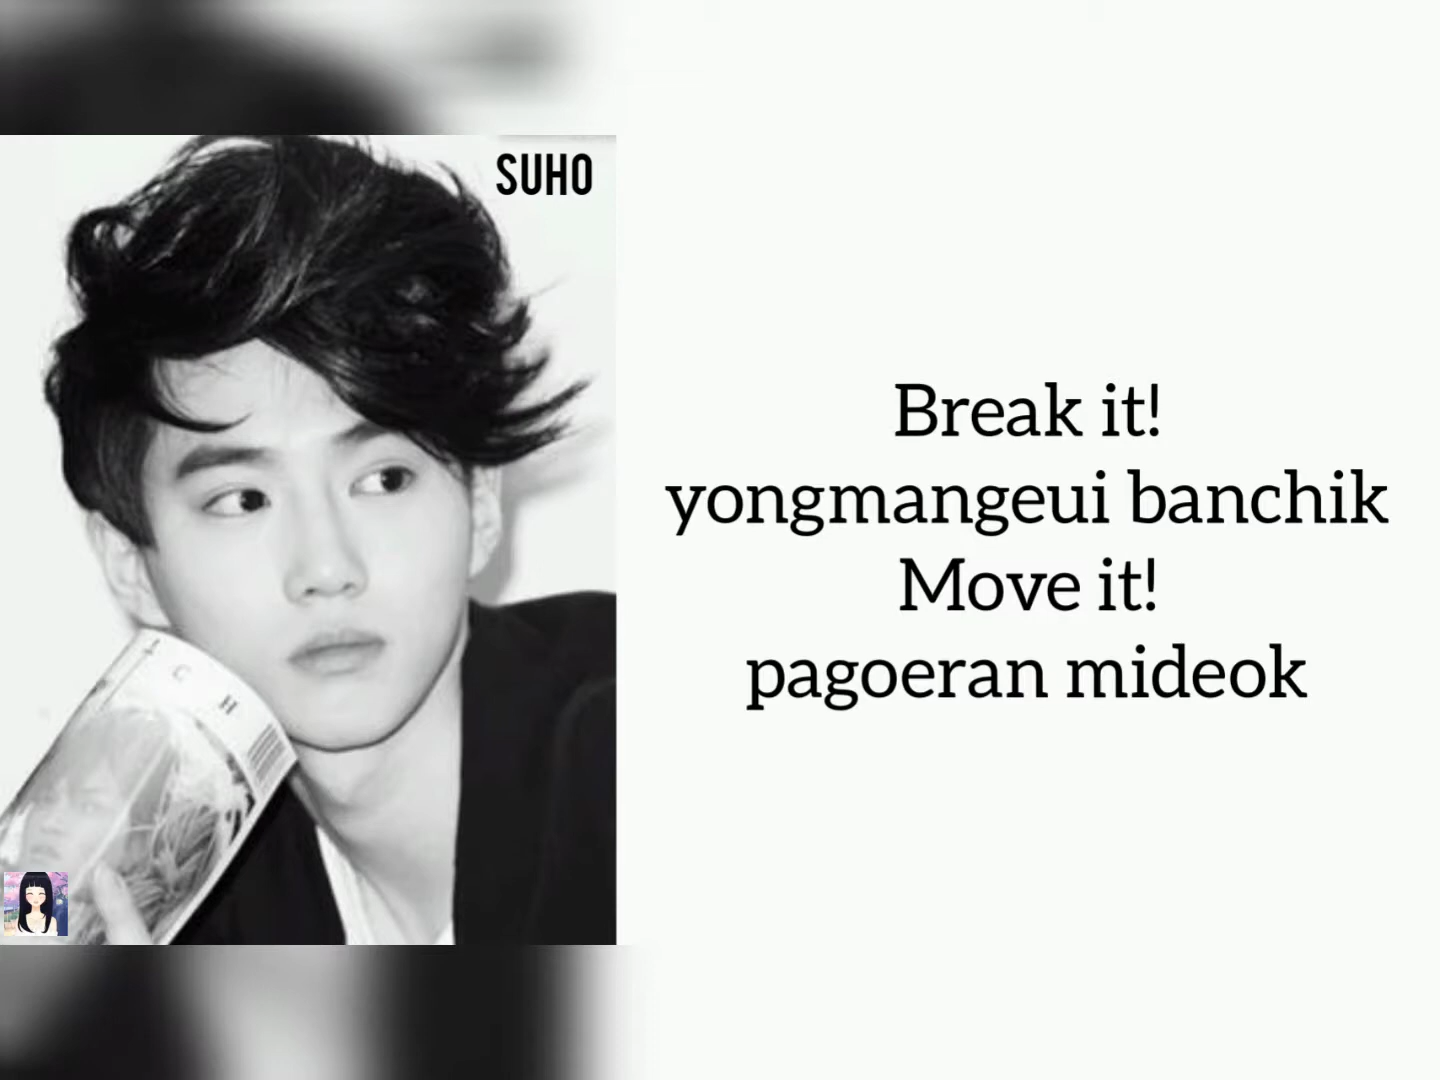 SUHO
Break it!
yongmangeui banchik
Move it!
pagoeran mideok
C H